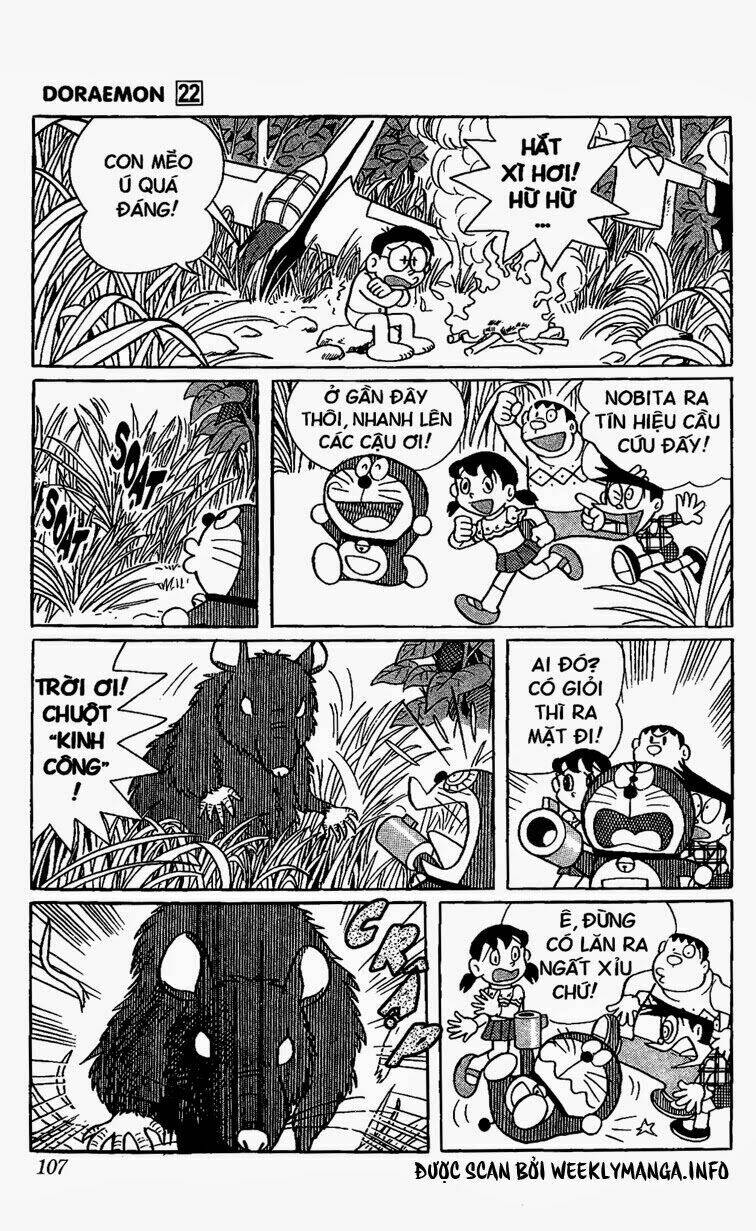 DORAEMON 22
HẮT
XÌ HƠI!
HỪ HỪ
...
CON MÈO
Ú QUÁ
ĐÁNG!
NOBITA RA
TÍN HIỆU CẦU
CỨU ĐẤY!
Ở GẦN ĐÂY
THÔI, NHANH LÊN
CÁC CẬU ƠI!
SOẠT
SOẠT
AI ĐÓ?
CÓ GIỎI
THÌ RA
MẶT ĐI!
TRỜI ƠI!
CHUỘT
"KINH
CÔNG"
!
Ê, ĐỪNG
CÓ LĂN RA
NGẤT XỈU
CHỨ!
107
ĐƯỢC SCAN BỞI WEEKLYMANGA.INFO